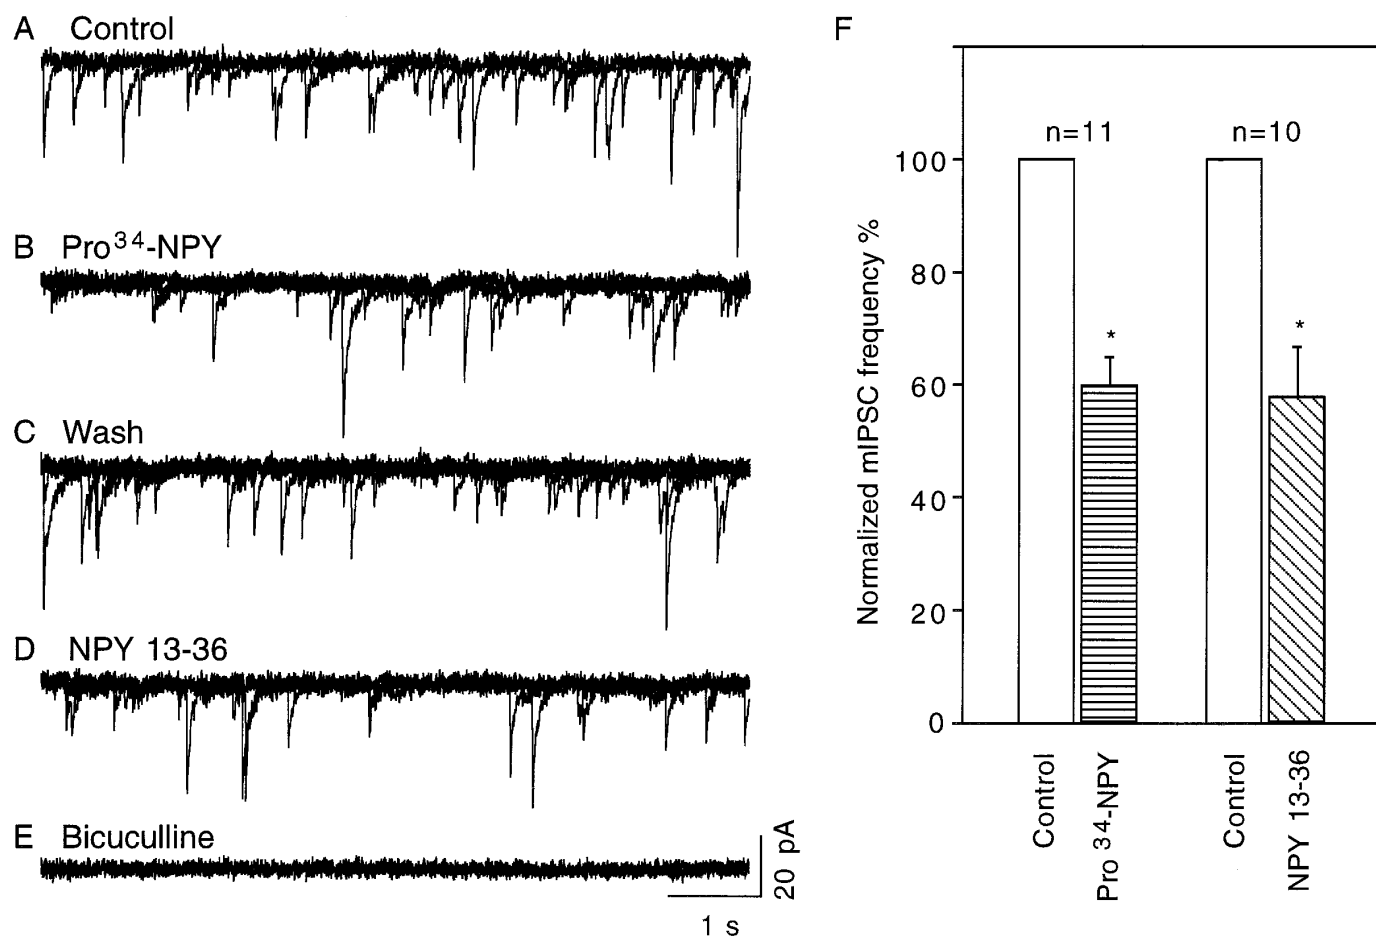 A Control
B Pro³⁴-NPY
C Wash
D NPY 13-36
E Bicuculline
20 pA
1 s
F
n=11
n=10
Normalized mIPSC frequency %
100
80
60
40
20
0
*
*
Control
Pro ³⁴-NPY
Control
NPY 13-36